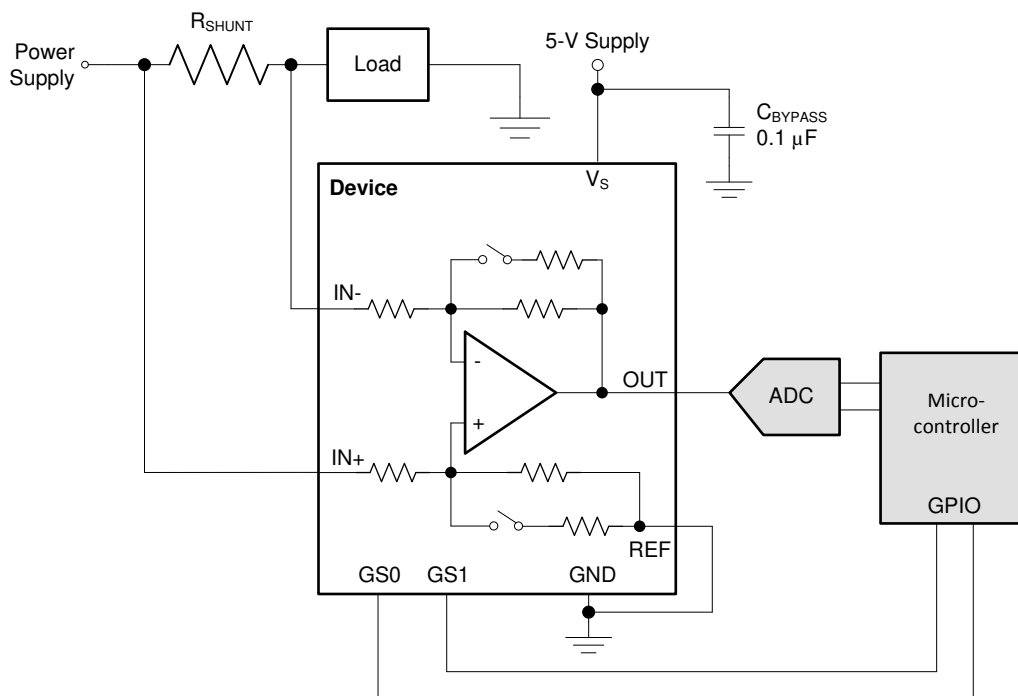 R_SHUNT
Power
Supply
Load
5-V Supply
C_BYPASS
0.1 μF
V_S
Device
IN-
-
OUT
ADC
Micro-
controller
+
IN+
GPIO
REF
GS0
GS1
GND